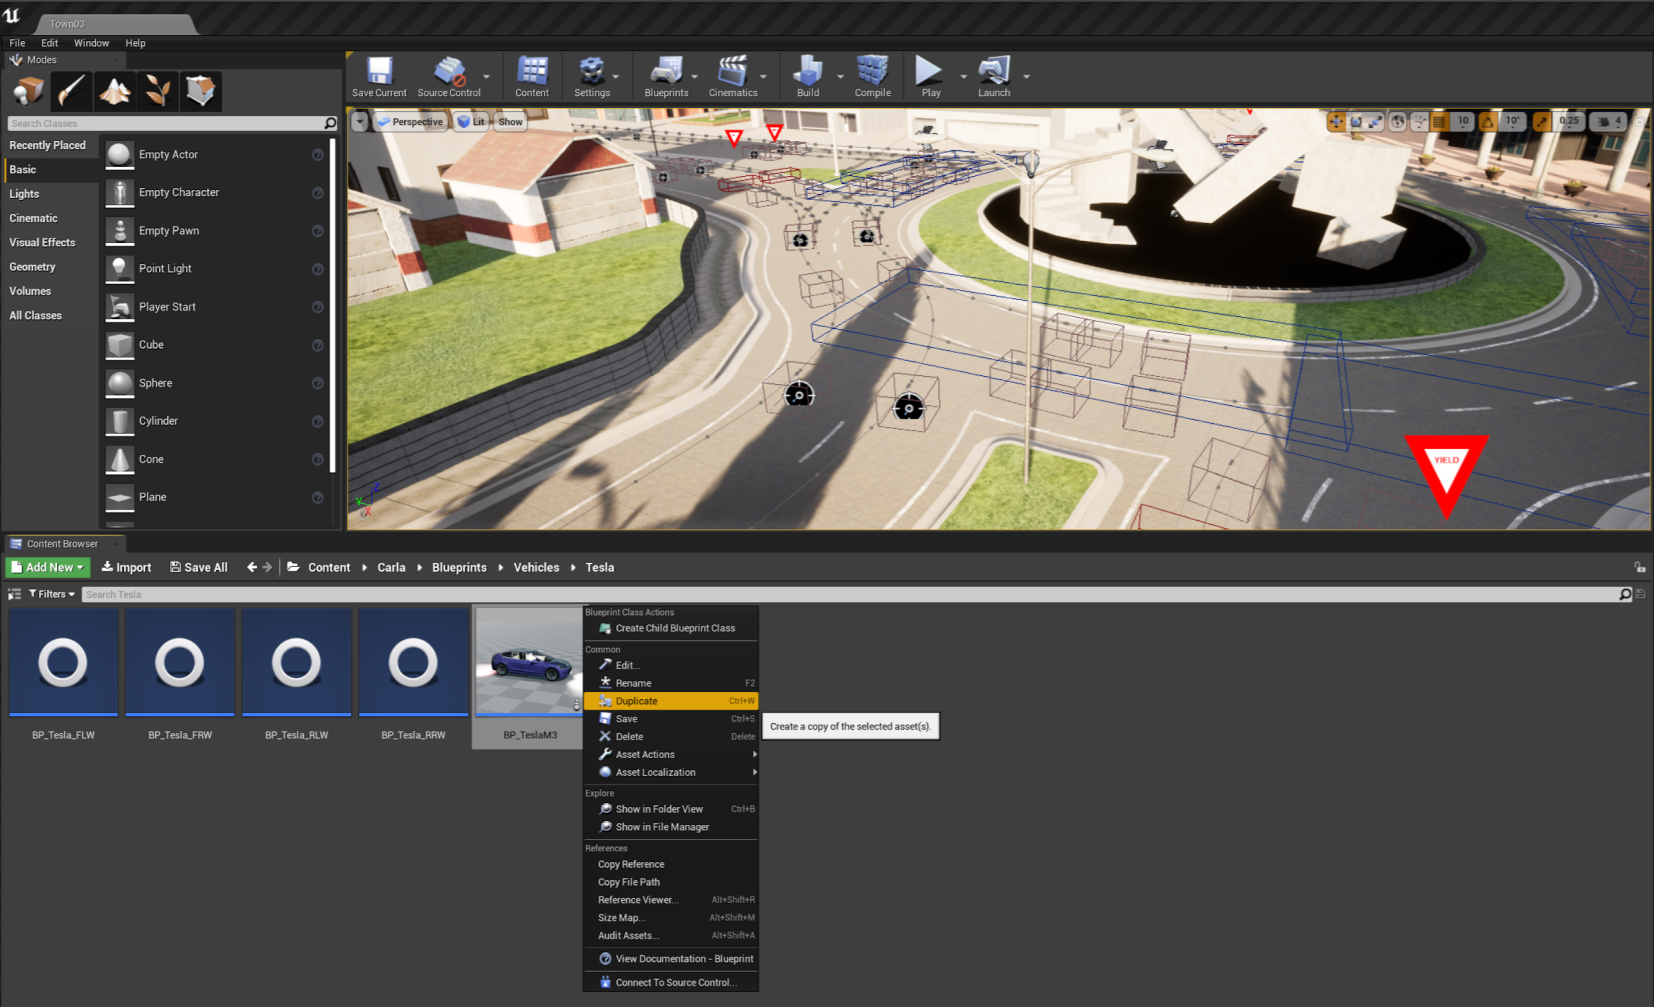 Town03
File Edit Window Help
Modes
Save Current Source Control Content Settings Blueprints Cinematics Build Compile Play Launch
Search Classes
Perspective Lit Show
10 10° 0.25 4
Recently Placed
Basic
Lights
Cinematic
Visual Effects
Geometry
Volumes
All Classes
Empty Actor
Empty Character
Empty Pawn
Point Light
Player Start
Cube
Sphere
Cylinder
Cone
Plane
YIELD
Z
Y
X
Content Browser
Add New Import Save All Content Carla Blueprints Vehicles Tesla
Filters Search Tesla
BP_Tesla_FLW
BP_Tesla_FRW
BP_Tesla_RLW
BP_Tesla_RRW
BP_TeslaM3
Blueprint Class Actions
Create Child Blueprint Class
Common
Edit...
Rename F2
Duplicate Ctrl+W
Save Ctrl+S
Delete Delete
Asset Actions
Asset Localization
Explore
Show in Folder View Ctrl+B
Show in File Manager
References
Copy Reference
Copy File Path
Reference Viewer... Alt+Shift+R
Size Map... Alt+Shift+M
Audit Assets... Alt+Shift+A
View Documentation - Blueprint
Connect To Source Control...
Create a copy of the selected asset(s).